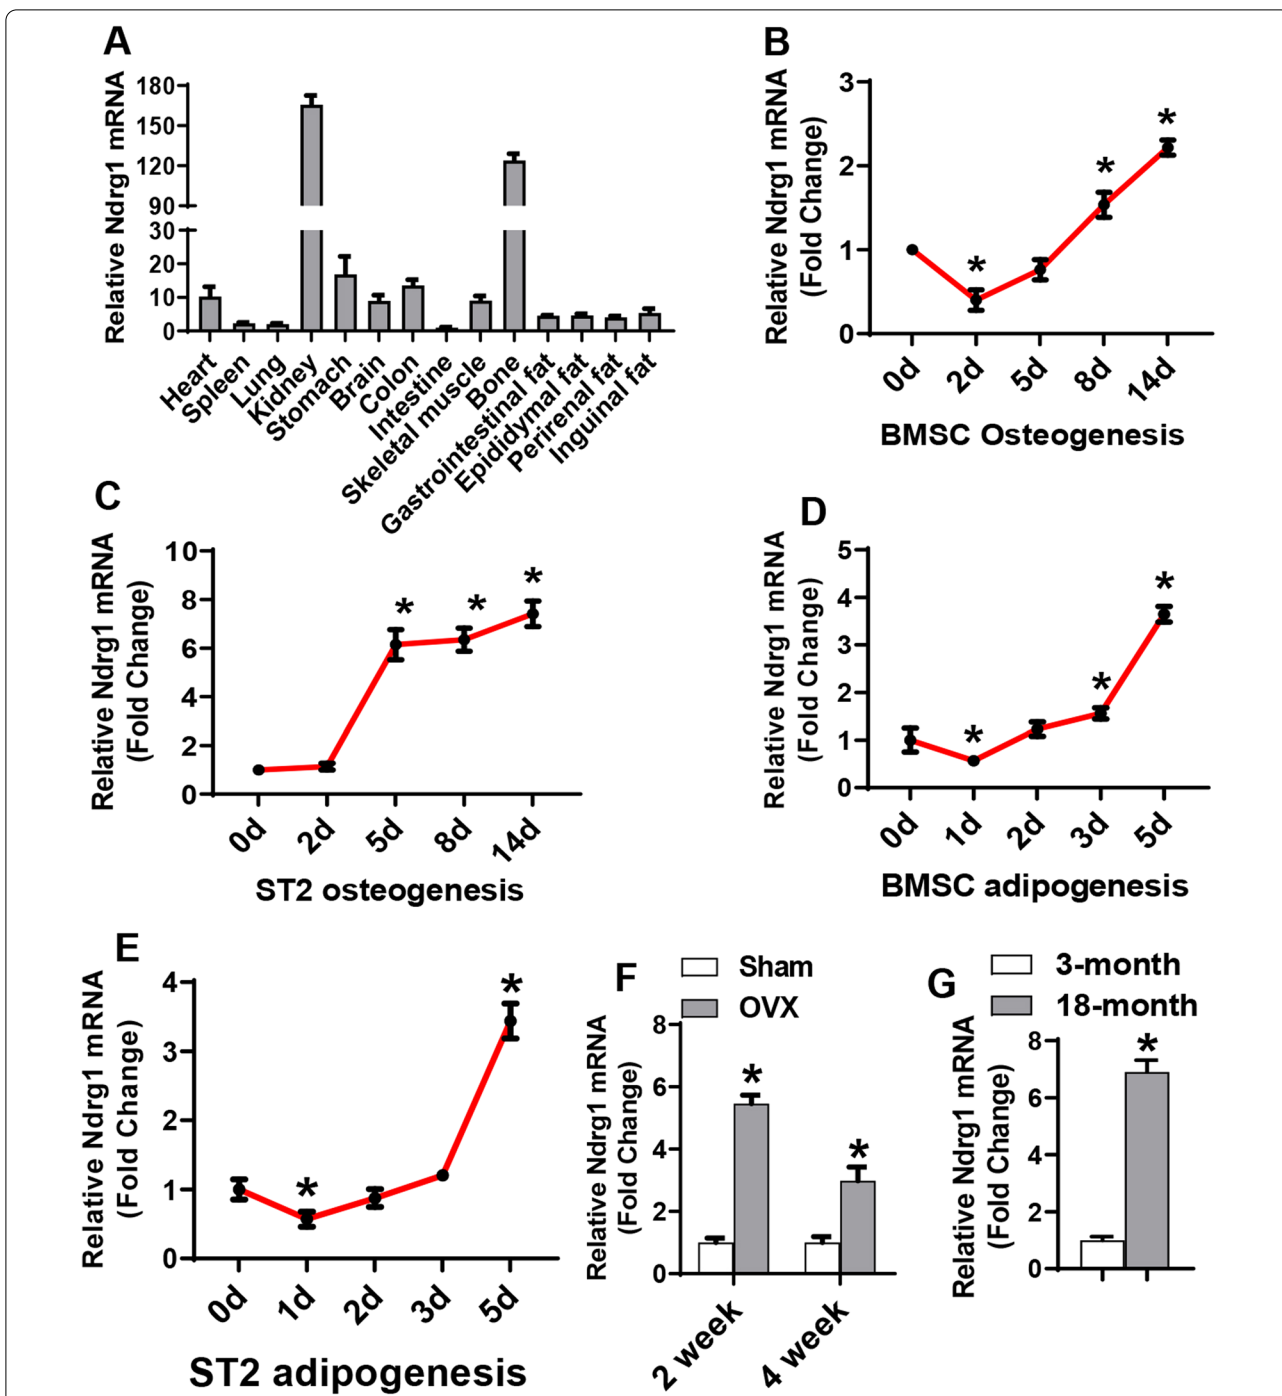 A
Relative Ndrg1 mRNA
180
150
120
90
30
20
10
0
Heart
Spleen
Lung
Kidney
Stomach
Brain
Colon
Intestine
Skeletal muscle
Bone
Gastrointestinal fat
Epididymal fat
Perirenal fat
Inguinal fat
B
Relative Ndrg1 mRNA
(Fold Change)
3
2
1
0
*
*
*
0d
2d
5d
8d
14d
BMSC Osteogenesis
C
Relative Ndrg1 mRNA
(Fold Change)
10
8
6
4
2
0
*
*
*
0d
2d
5d
8d
14d
ST2 osteogenesis
D
Relative Ndrg1 mRNA
(Fold Change)
5
4
3
2
1
0
*
*
*
0d
1d
2d
3d
5d
BMSC adipogenesis
E
Relative Ndrg1 mRNA
(Fold Change)
4
3
2
1
0
*
*
0d
1d
2d
3d
5d
ST2 adipogenesis
F
Sham
OVX
Relative Ndrg1 mRNA
(Fold Change)
8
6
4
2
0
*
*
2 week
4 week
G
3-month
18-month
Relative Ndrg1 mRNA
(Fold Change)
8
6
4
2
0
*